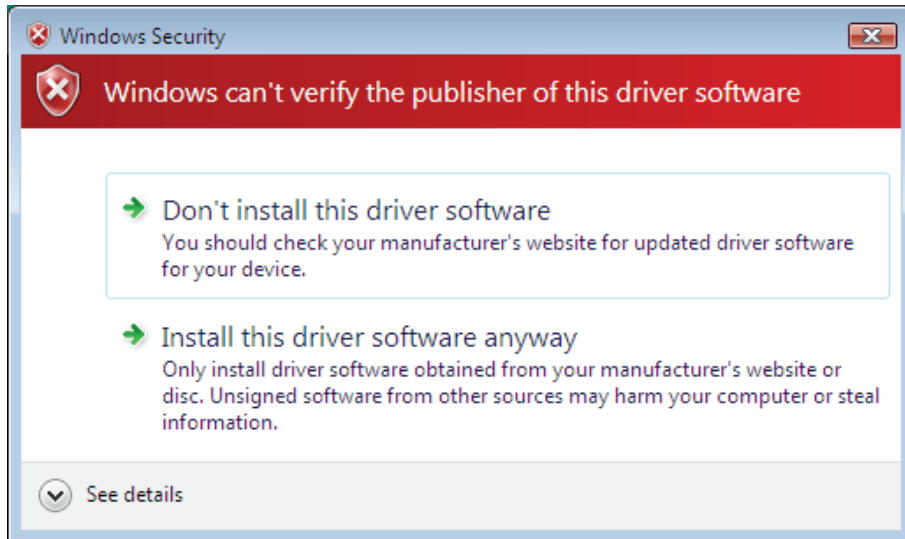 Windows Security
Windows can't verify the publisher of this driver software
Don't install this driver software
You should check your manufacturer's website for updated driver software
for your device.
Install this driver software anyway
Only install driver software obtained from your manufacturer's website or
disc. Unsigned software from other sources may harm your computer or steal
information.
See details